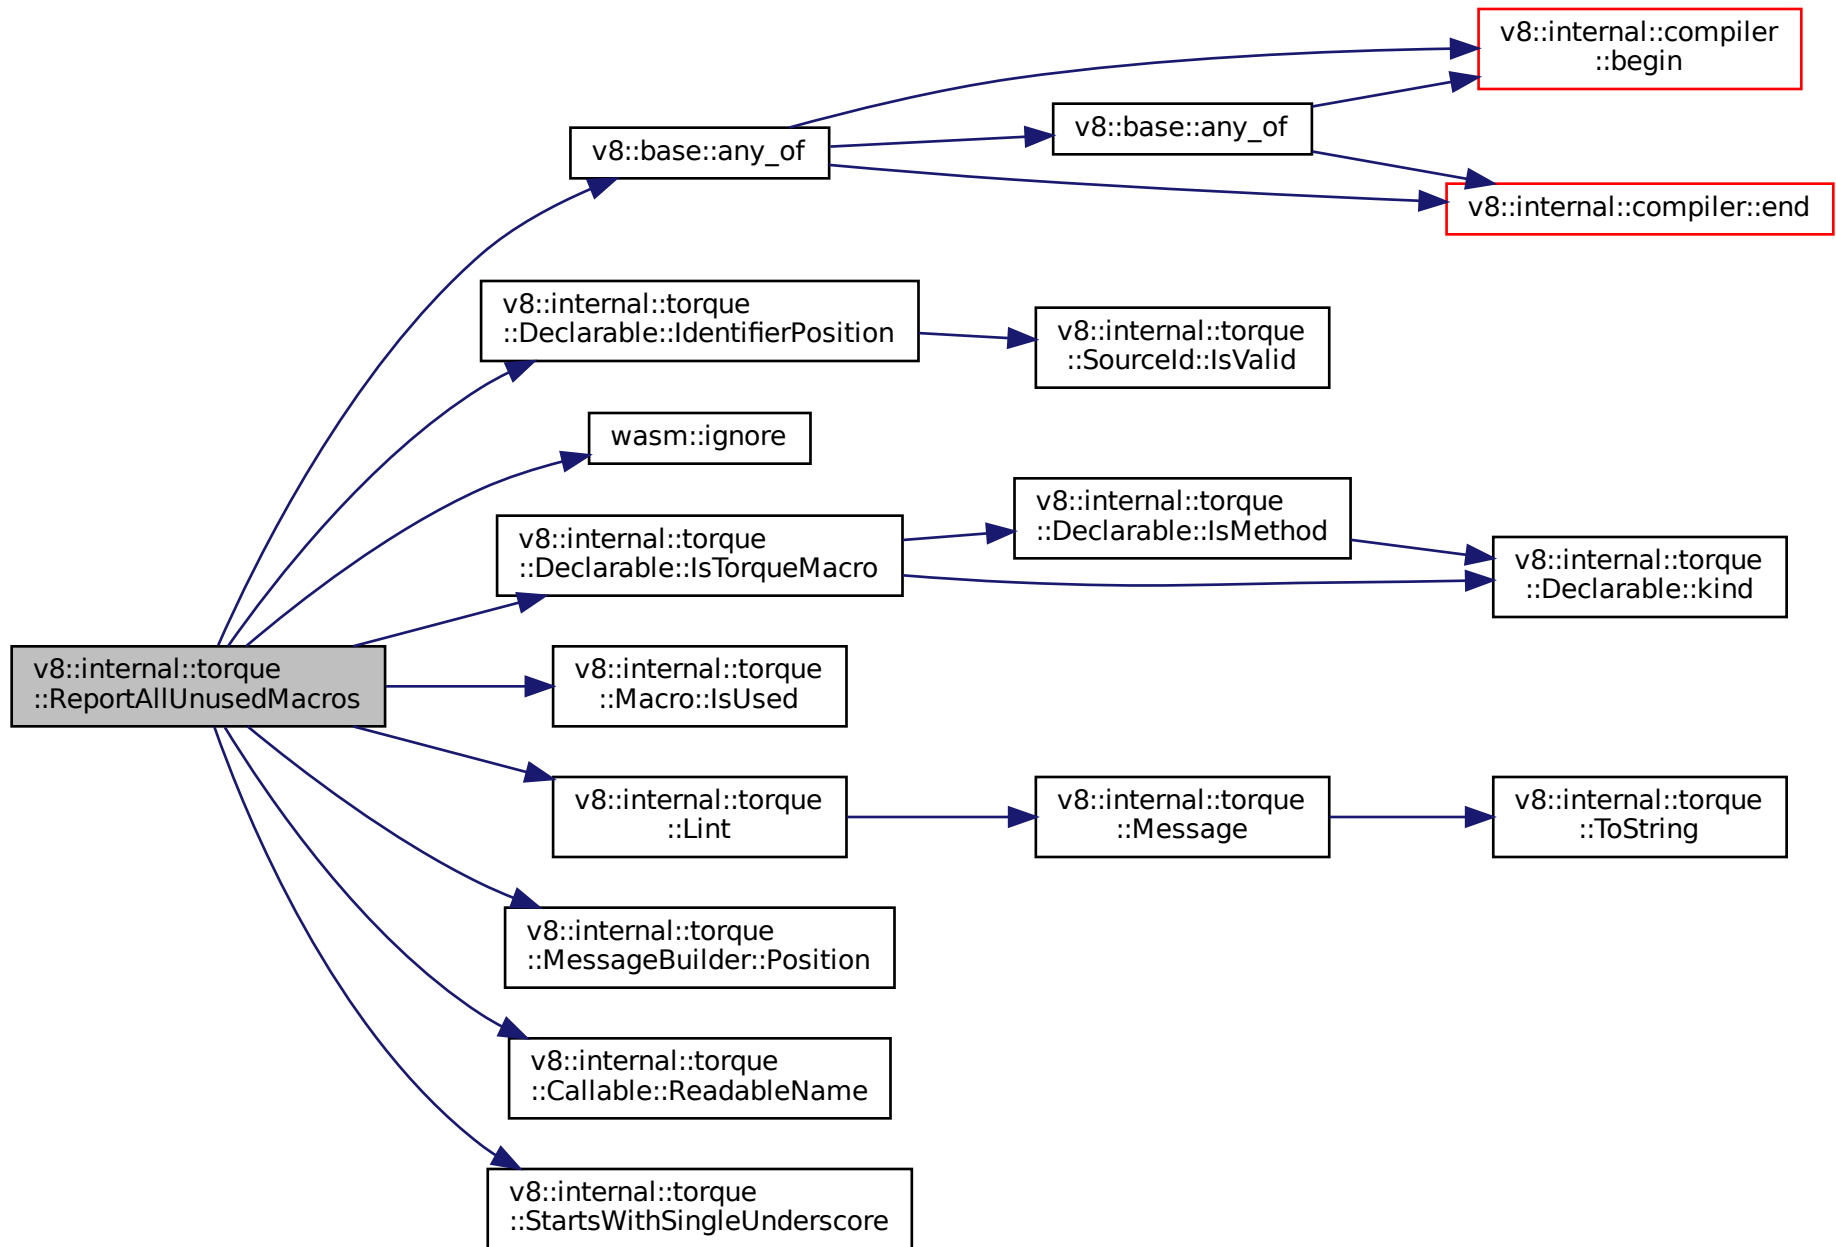 v8::internal::compiler
::begin
v8::base::any_of
v8::base::any_of
v8::internal::compiler::end
v8::internal::torque
::Declarable::IdentifierPosition
v8::internal::torque
::SourceId::IsValid
wasm::ignore
v8::internal::torque
::Declarable::IsMethod
v8::internal::torque
::Declarable::IsTorqueMacro
v8::internal::torque
::Declarable::kind
v8::internal::torque
::ReportAllUnusedMacros
v8::internal::torque
::Macro::IsUsed
v8::internal::torque
::Lint
v8::internal::torque
::Message
v8::internal::torque
::ToString
v8::internal::torque
::MessageBuilder::Position
v8::internal::torque
::Callable::ReadableName
v8::internal::torque
::StartsWithSingleUnderscore